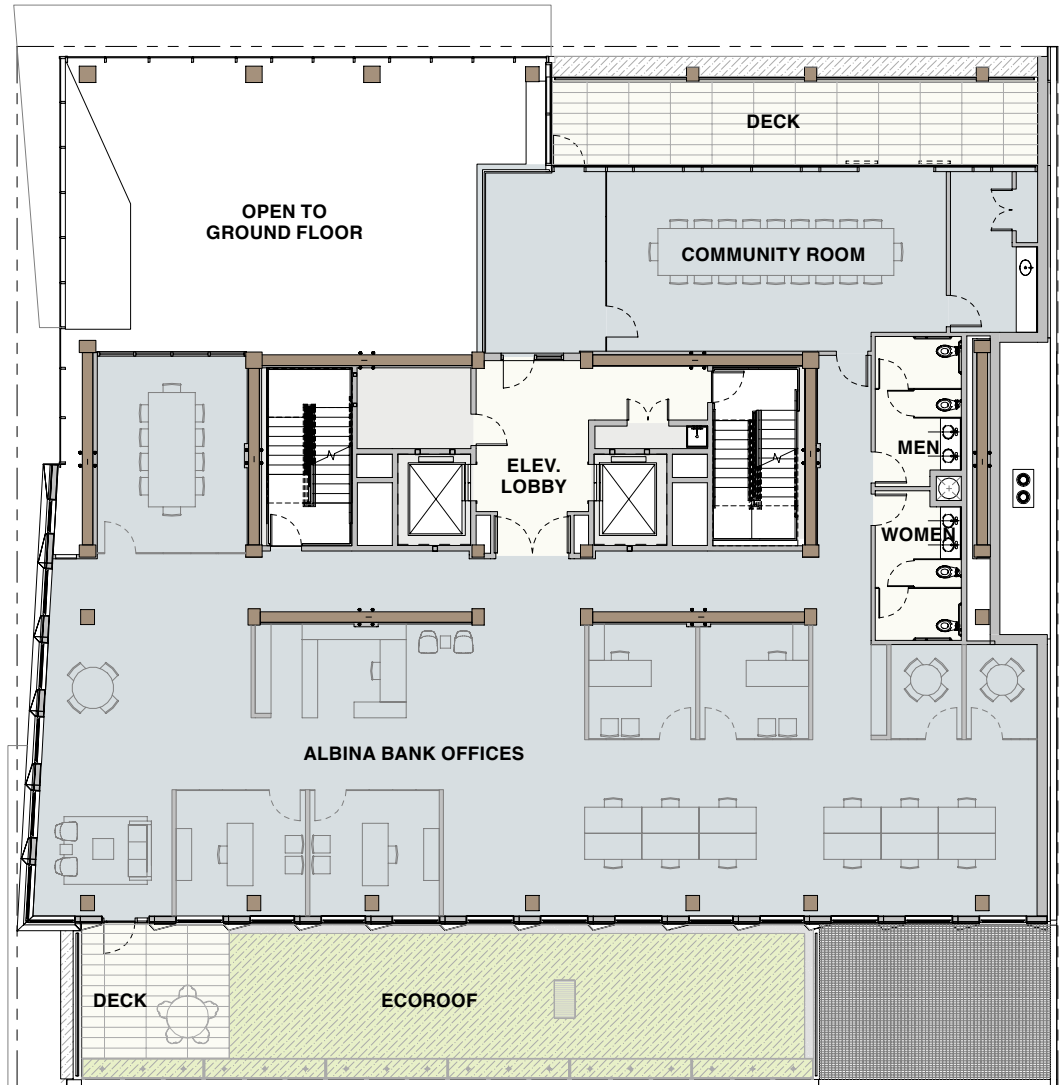 DECK
OPEN TO
GROUND FLOOR
COMMUNITY ROOM
MEN
ELEV.
LOBBY
WOMEN
ALBINA BANK OFFICES
DECK
ECOROOF